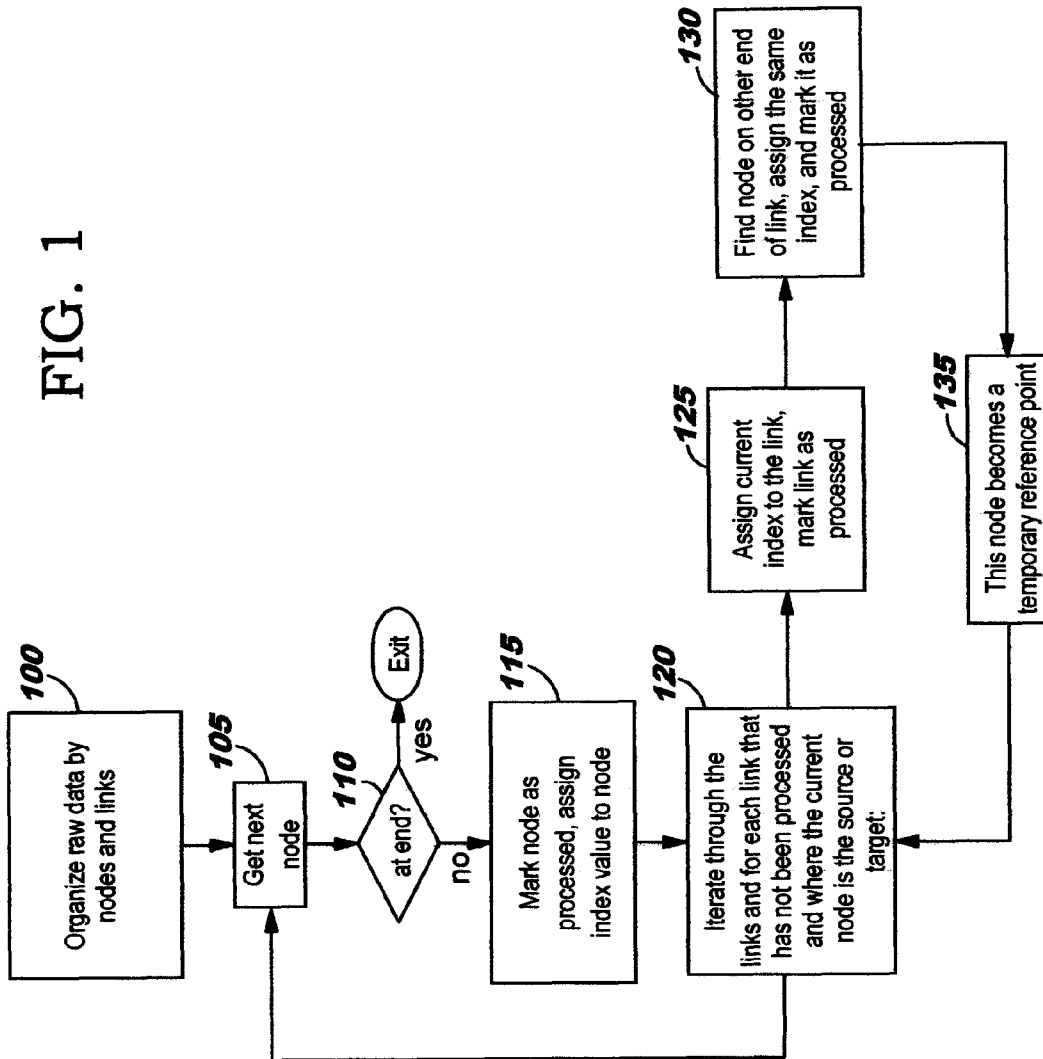 FIG. 1
100
Organize raw data by
nodes and links
105
Get next
node
110
at end?
yes
Exit
no
115
Mark node as
processed, assign
index value to node
120
Iterate through the
links and for each link that
has not been processed
and where the current
node is the source or
target:
125
Assign current
index to the link,
mark link as
processed
130
Find node on other end
of link, assign the same
index, and mark it as
processed
135
This node becomes a
temporary reference point